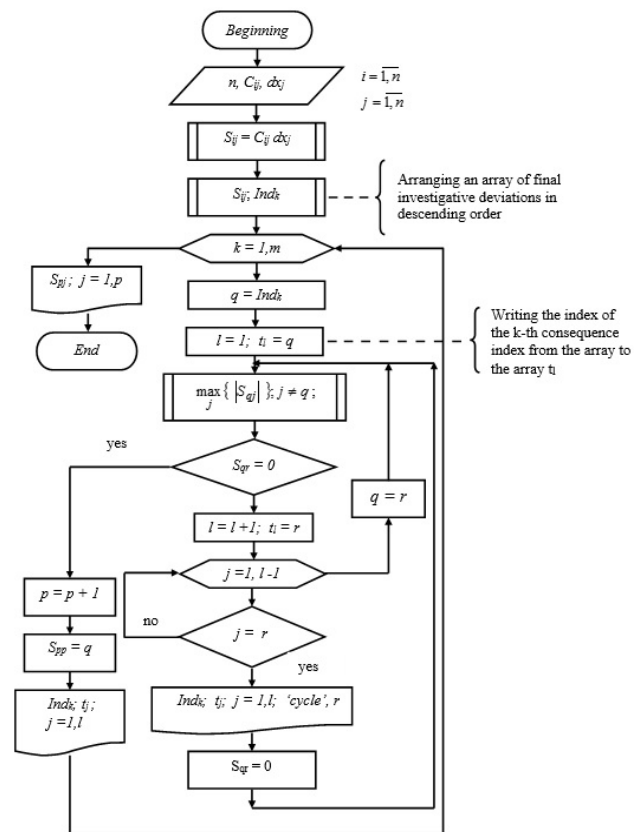 Beginning
n, Cij, dxj
i = 1, n
j = 1, n
Sij = Cij dxj
Sij; Indk
Arranging an array of final
investigative deviations in
descending order
k = 1,m
Spj ; j = 1,p
End
q = Indk
l = 1; tl = q
Writing the index of
the k-th consequence
index from the array to
the array tl
max { |Sqj| }; j ≠ q ;
j
yes
Sqr = 0
q = r
l = l +1; tl = r
j =1, l -1
p = p + 1
no
j = r
yes
Spp = q
Indk; tj ;
j =1,l
Indk; tj; j = 1,l; ‘cycle’, r
Sqr = 0